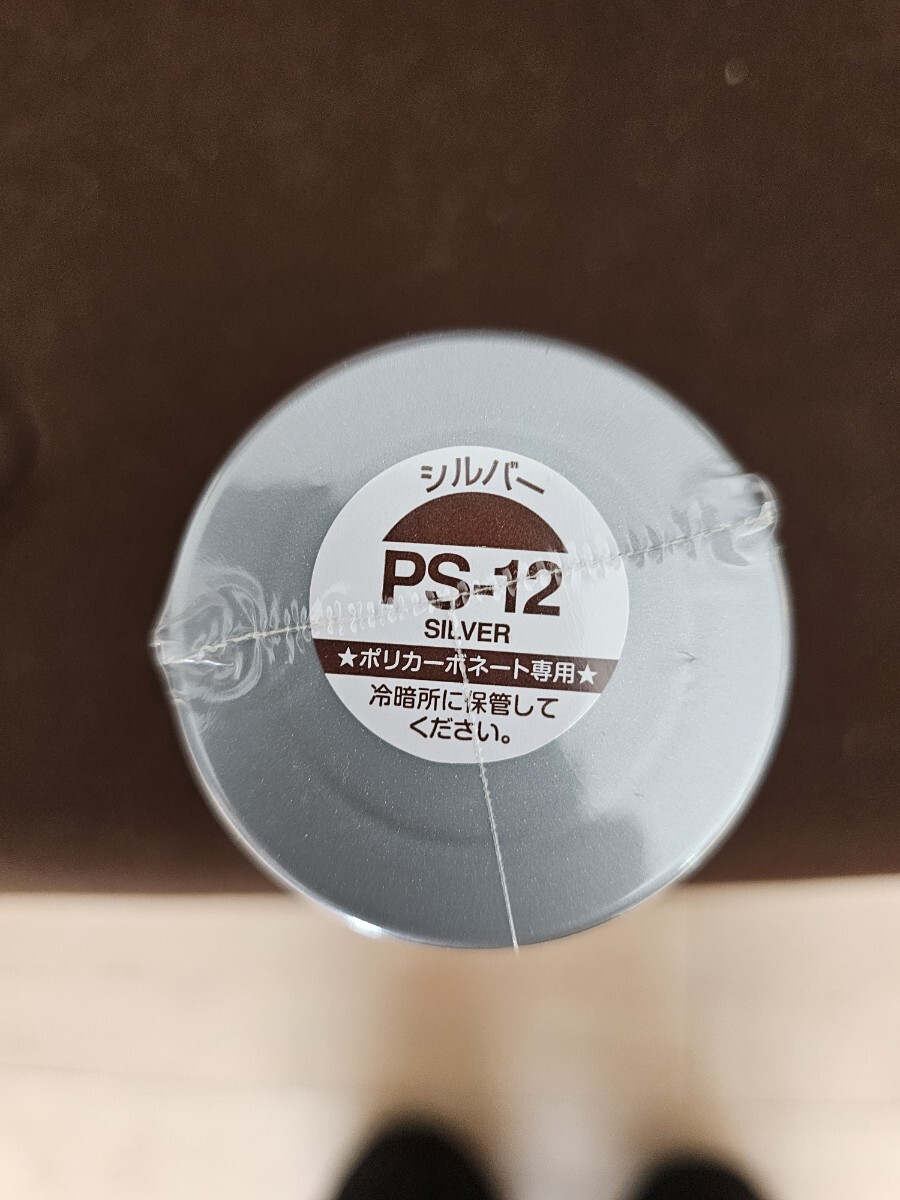 シルバー
PS-12
SILVER
★ポリカーボネート専用★
冷暗所に保管して
ください。